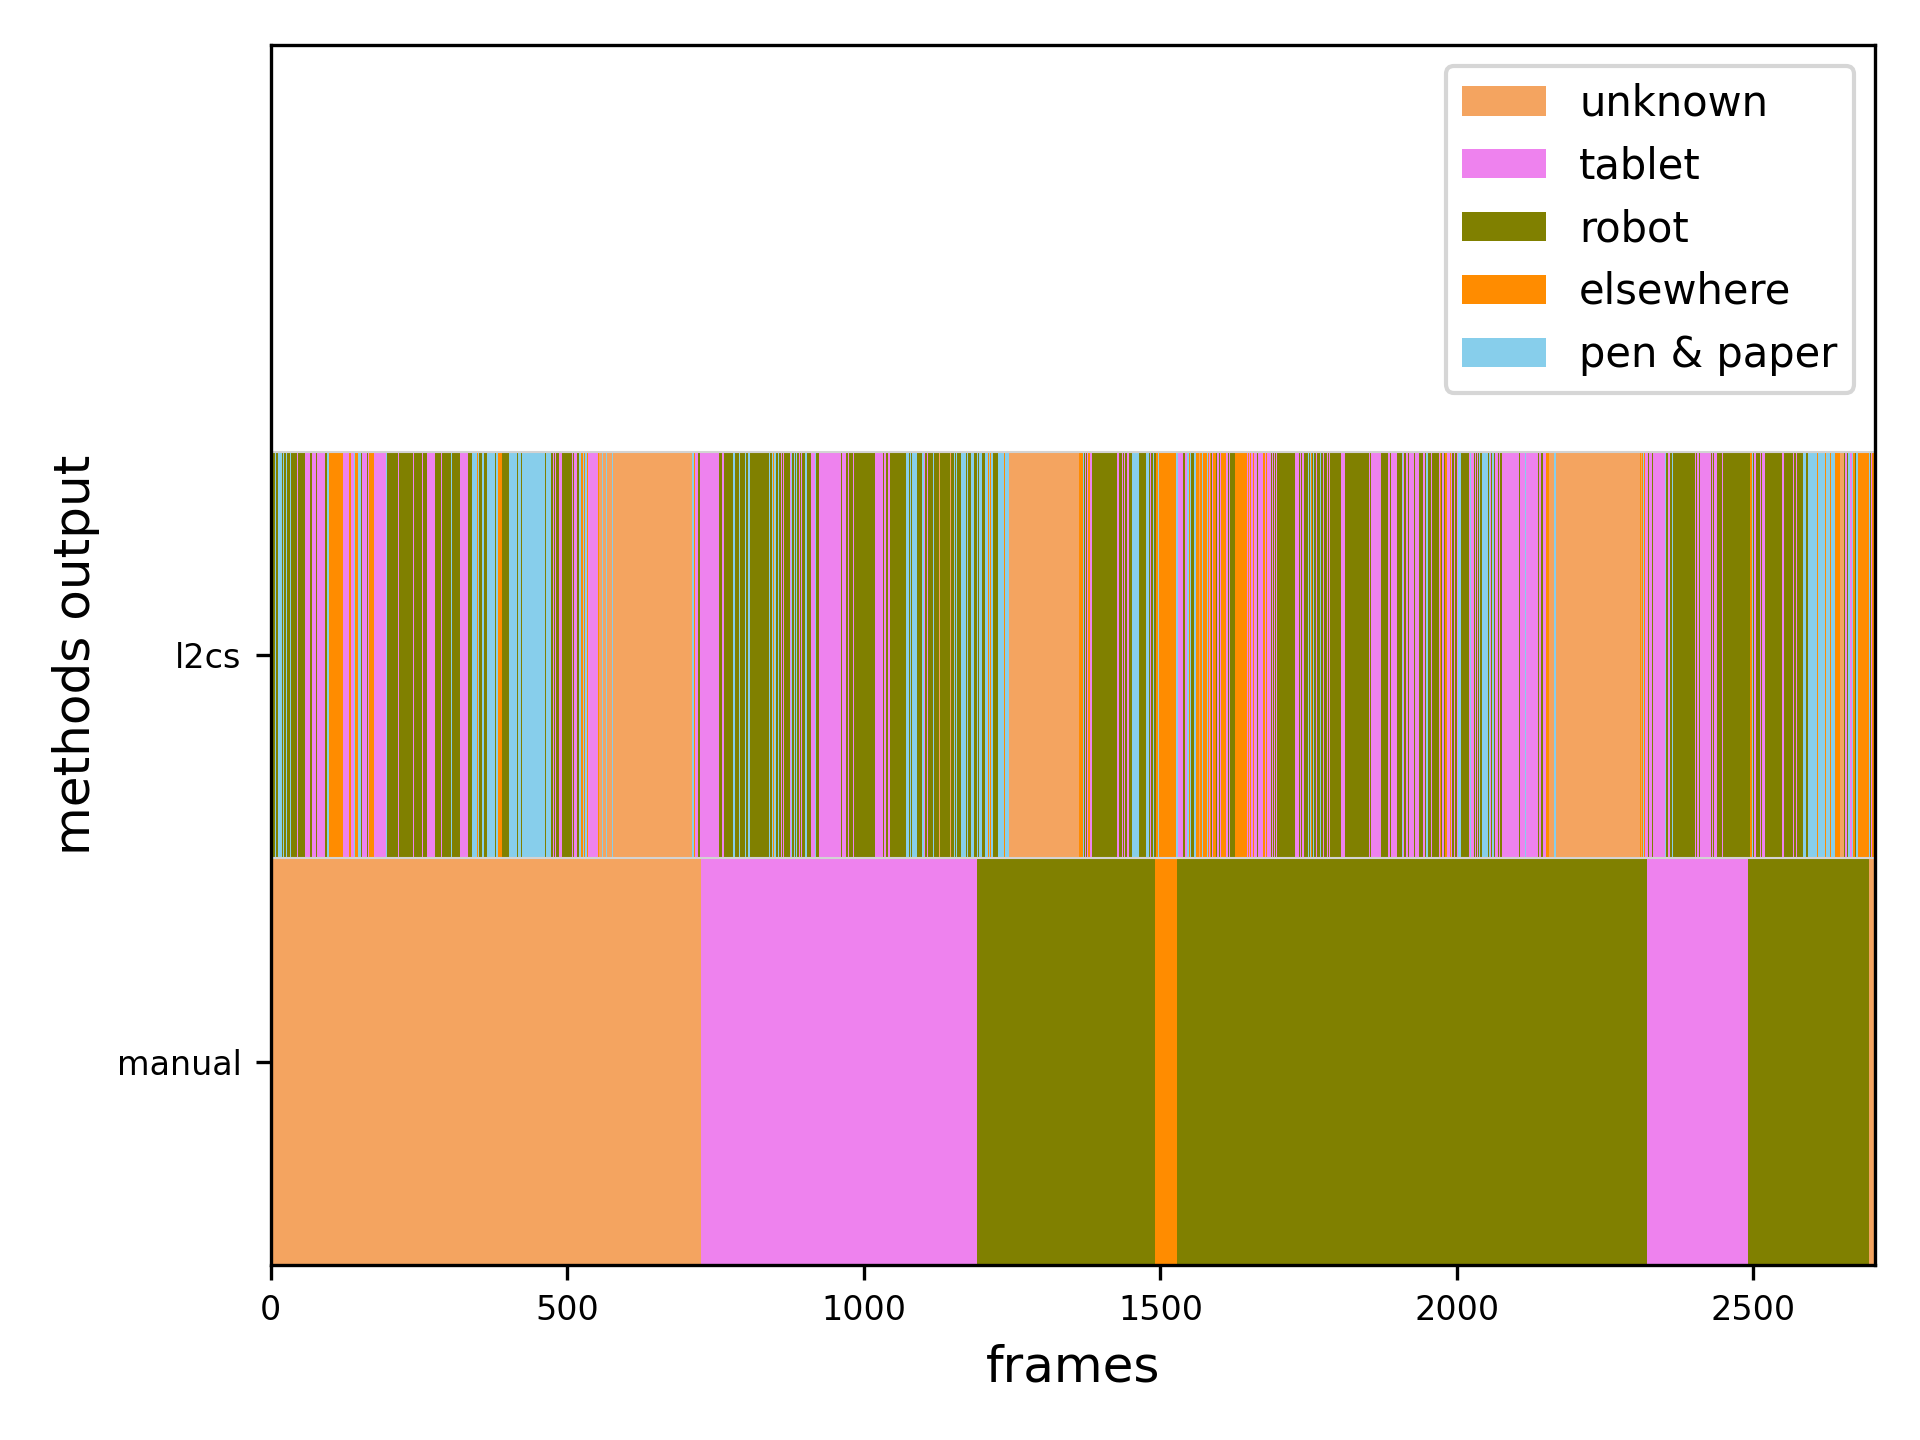 unknown
tablet
robot
elsewhere
pen & paper
methods output
l2cs
manual
0 500 1000 1500 2000 2500
frames